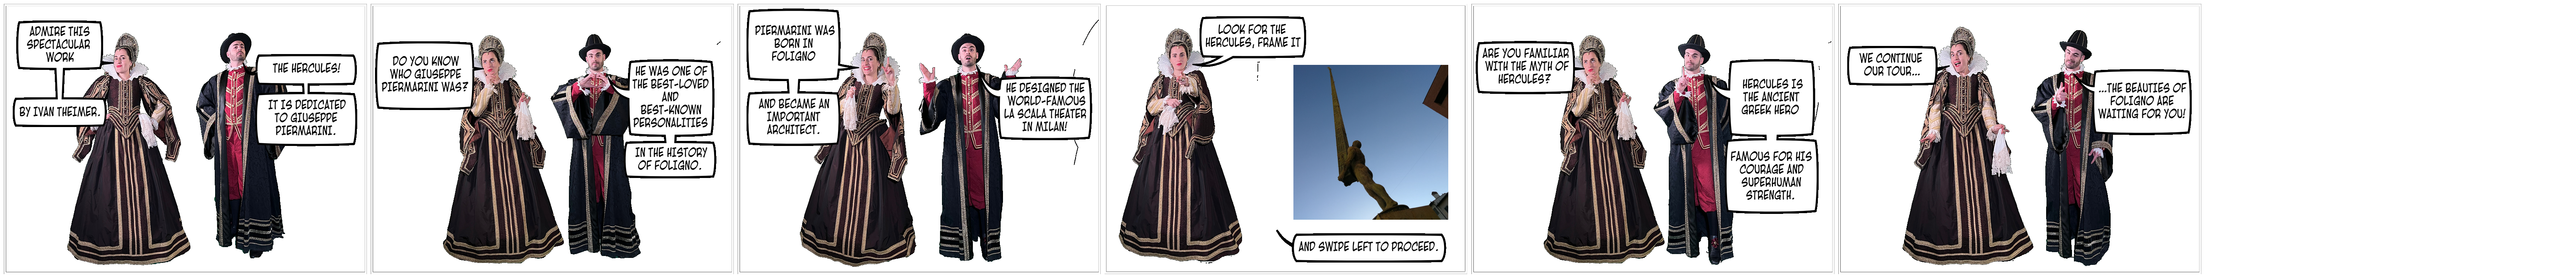 ADMIRE THIS
SPECTACULAR
WORK
BY IVAN THEIMER.
THE HERCULES!
IT IS DEDICATED
TO GIUSEPPE
PIERMARINI.
DO YOU KNOW
WHO GIUSEPPE
PIERMARINI WAS?
HE WAS ONE OF
THE BEST-LOVED
AND
BEST-KNOWN
PERSONALITIES
IN THE HISTORY
OF FOLIGNO.
PIERMARINI WAS
BORN IN
FOLIGNO
AND BECAME AN
IMPORTANT
ARCHITECT.
HE DESIGNED THE
WORLD-FAMOUS
LA SCALA THEATER
IN MILAN!
LOOK FOR THE
HERCULES, FRAME IT
AND SWIPE LEFT TO PROCEED.
ARE YOU FAMILIAR
WITH THE MYTH OF
HERCULES?
HERCULES IS
THE ANCIENT
GREEK HERO
FAMOUS FOR HIS
COURAGE AND
SUPERHUMAN
STRENGTH.
WE CONTINUE
OUR TOUR...
...THE BEAUTIES OF
FOLIGNO ARE
WAITING FOR YOU!